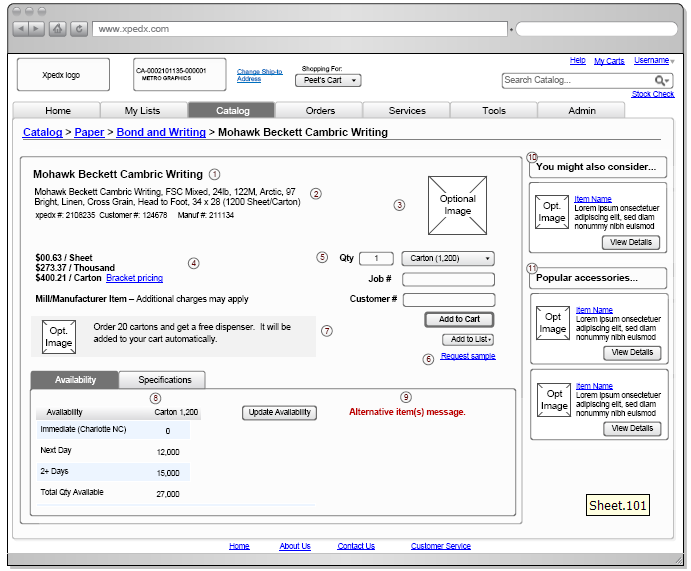 www.xpedx.com
Help My Carts Username
Xpedx logo
CA-0002101135-000001
METRO GRAPHICS
Change Ship-to
Address
Shopping For:
Peet's Cart
Search Catalog...
Stock Check
Home My Lists Catalog Orders Services Tools Admin
Catalog > Paper > Bond and Writing > Mohawk Beckett Cambric Writing
Mohawk Beckett Cambric Writing 1
Mohawk Beckett Cambric Writing, FSC Mixed, 24lb, 122M, Arctic, 97
Bright, Linen, Cross Grain, Head to Foot, 34 x 28 (1200 Sheet/Carton)
2
xpedx #: 2108235 Customer #: 124678 Manuf #: 211134
3
Optional
Image
$00.63 / Sheet
$273.37 / Thousand
$400.21 / Carton Bracket pricing
4
Mill/Manufacturer Item – Additional charges may apply
5 Qty 1 Carton (1,200)
Job #
Customer #
Add to Cart
Add to List
6 Request sample
Opt.
Image
Order 20 cartons and get a free dispenser. It will be
added to your cart automatically.
7
Availability Specifications
8
Availability Carton 1,200
Immediate (Charlotte NC) 0
Next Day 12,000
2+ Days 15,000
Total Qty Available 27,000
Update Availability
9
Alternative item(s) message.
10
You might also consider...
Opt.
Image
Item Name
Lorem ipsum onsectetuer
adipiscing elit, sed diam
nonummy nibh euismod
View Details
11
Popular accessories...
Opt.
Image
Item Name
Lorem ipsum onsectetuer
adipiscing elit, sed diam
nonummy nibh euismod
View Details
Opt.
Image
Item Name
Lorem ipsum onsectetuer
adipiscing elit, sed diam
nonummy nibh euismod
View Details
Sheet.101
Home About Us Contact Us Customer Service